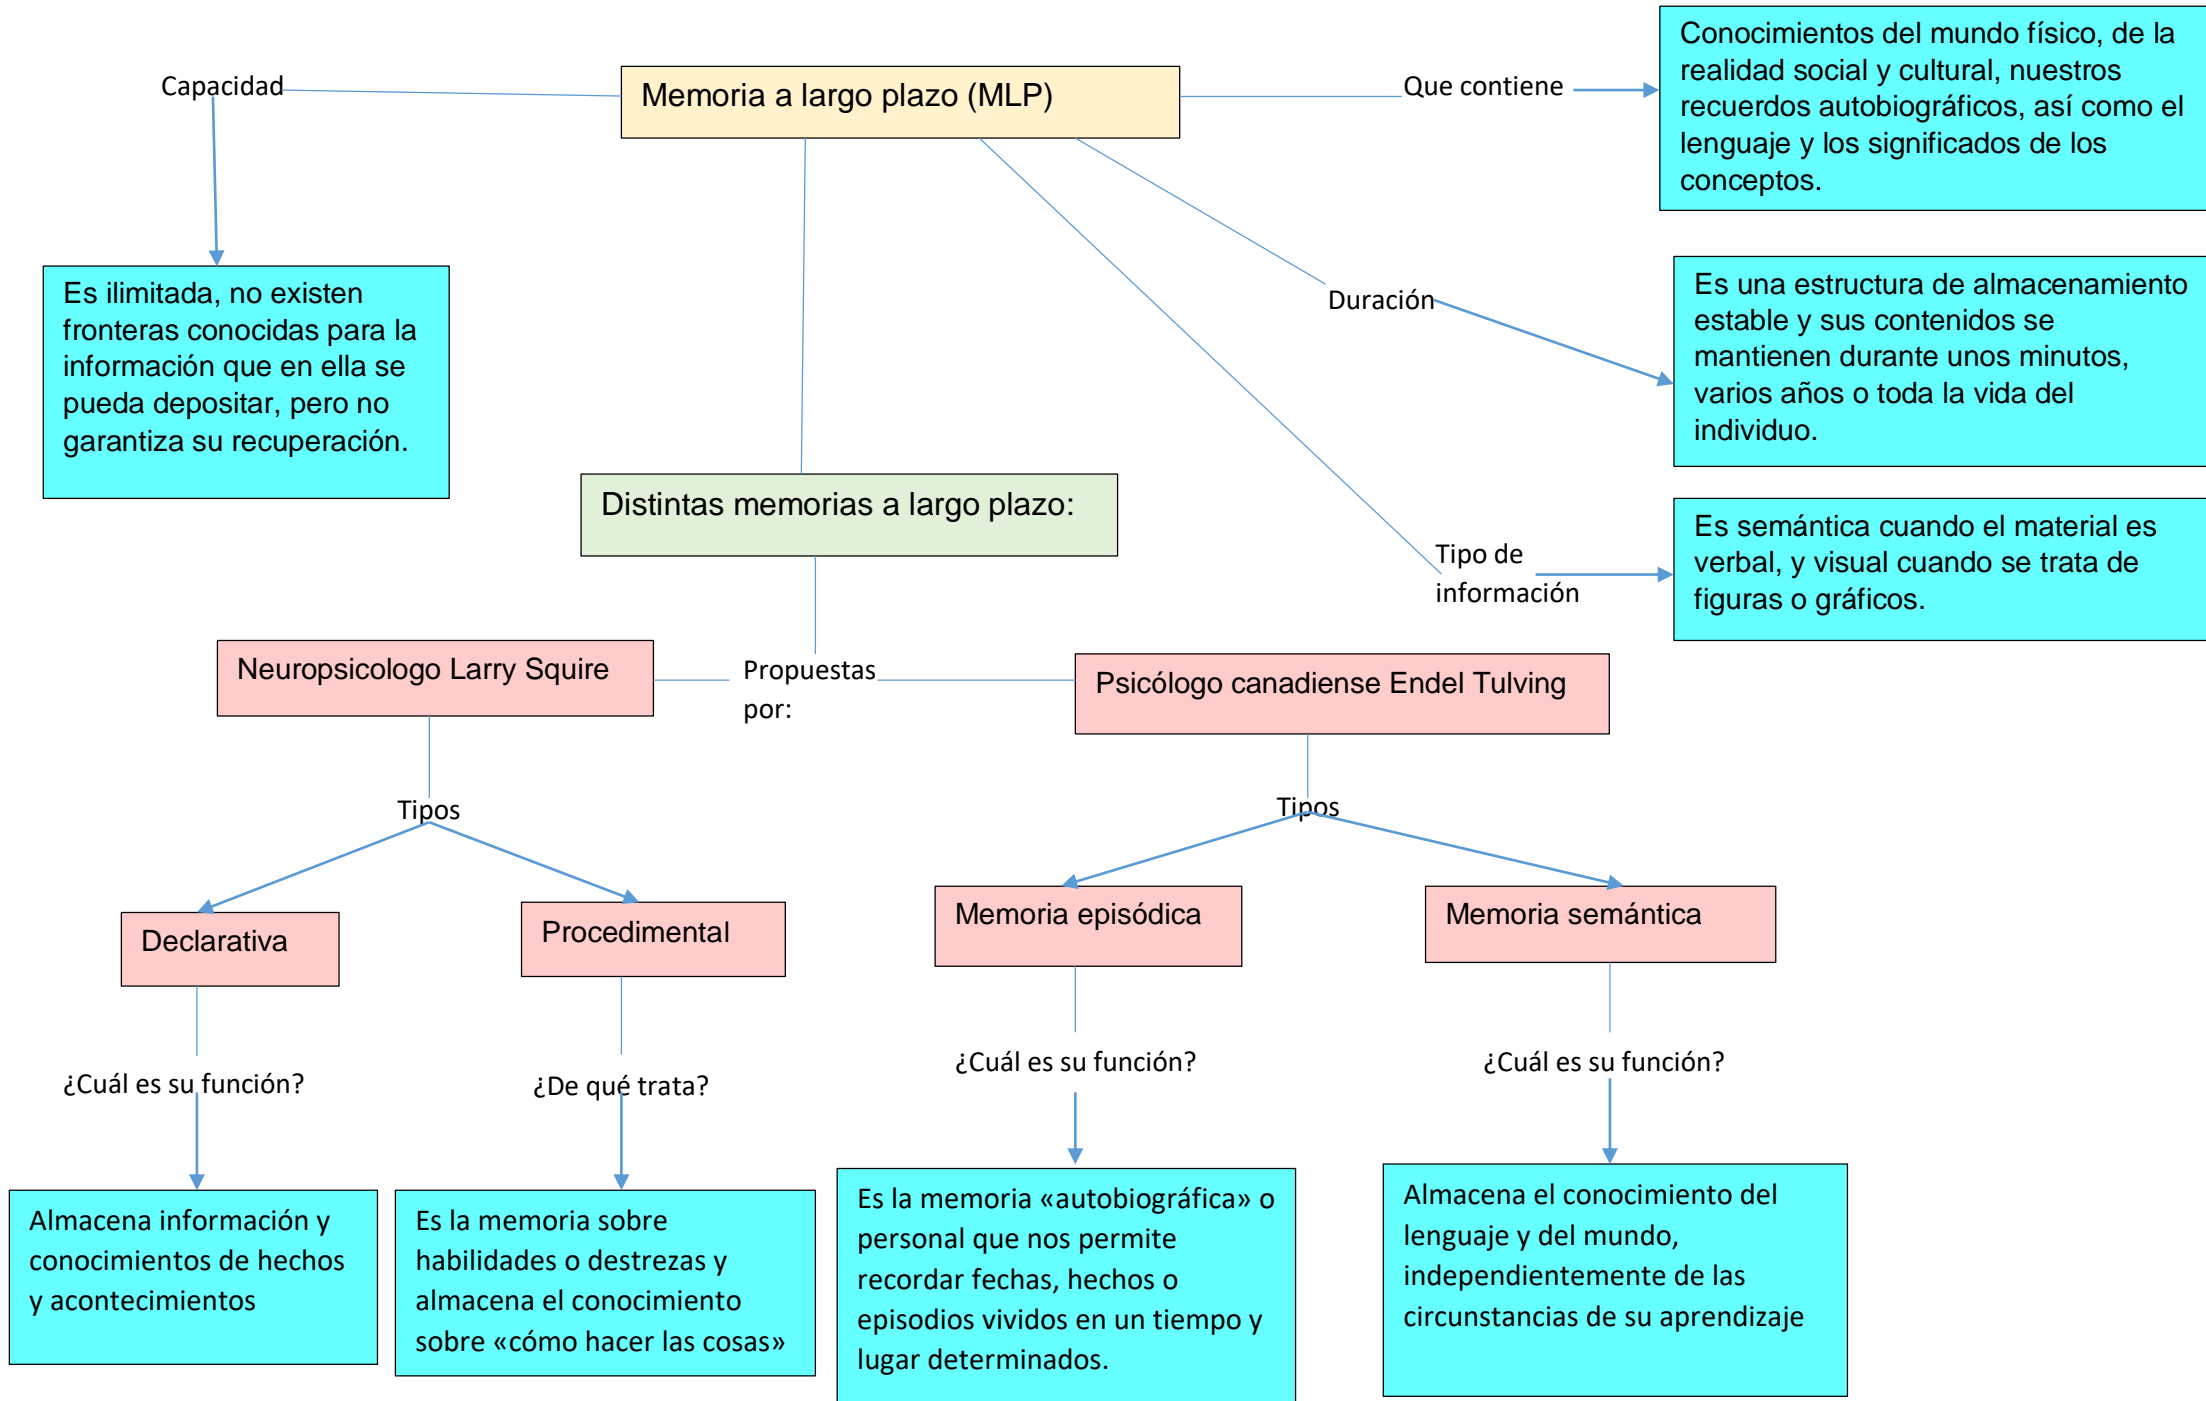 Capacidad
Memoria a largo plazo (MLP)
Que contiene
Conocimientos del mundo físico, de la
realidad social y cultural, nuestros
recuerdos autobiográficos, así como el
lenguaje y los significados de los
conceptos.
Es ilimitada, no existen
fronteras conocidas para la
información que en ella se
pueda depositar, pero no
garantiza su recuperación.
Duración
Es una estructura de almacenamiento
estable y sus contenidos se
mantienen durante unos minutos,
varios años o toda la vida del
individuo.
Distintas memorias a largo plazo:
Tipo de
información
Es semántica cuando el material es
verbal, y visual cuando se trata de
figuras o gráficos.
Neuropsicologo Larry Squire
Propuestas
por:
Psicólogo canadiense Endel Tulving
Tipos
Tipos
Declarativa
Procedimental
Memoria episódica
Memoria semántica
¿Cuál es su función?
¿De qué trata?
¿Cuál es su función?
¿Cuál es su función?
Almacena información y
conocimientos de hechos
y acontecimientos
Es la memoria sobre
habilidades o destrezas y
almacena el conocimiento
sobre «cómo hacer las cosas»
Es la memoria «autobiográfica» o
personal que nos permite
recordar fechas, hechos o
episodios vividos en un tiempo y
lugar determinados.
Almacena el conocimiento del
lenguaje y del mundo,
independientemente de las
circunstancias de su aprendizaje